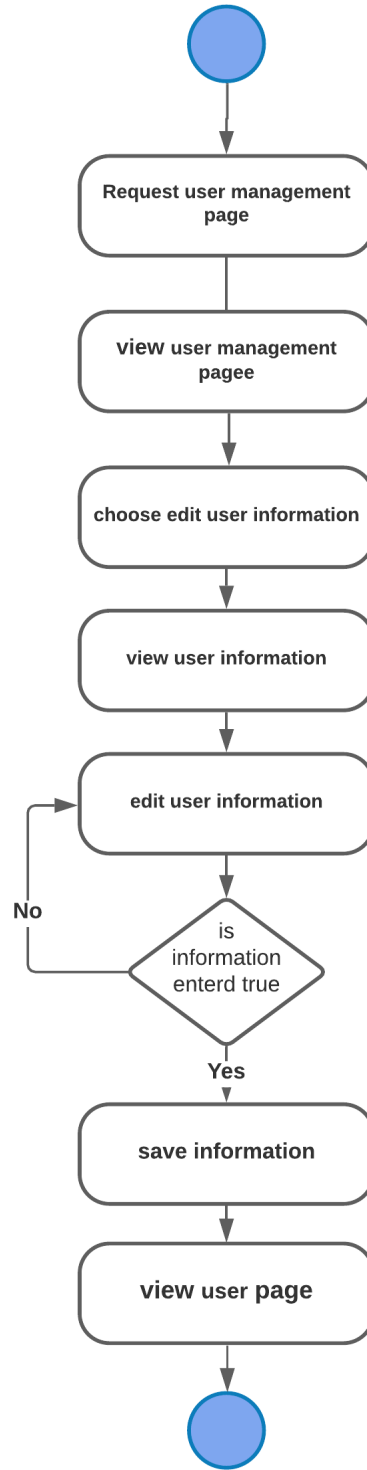 Request user management
page
view user management
pagee
choose edit user information
view user information
edit user information
No
is
information
enterd true
Yes
save information
view user page